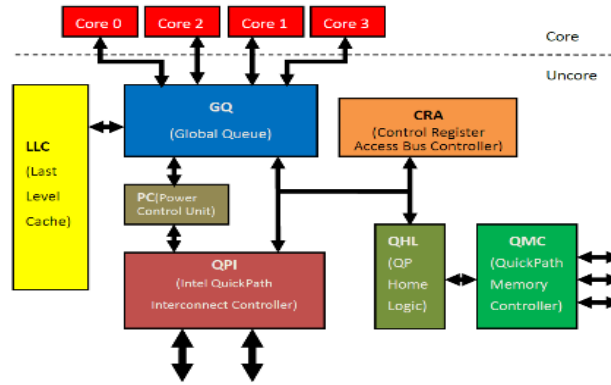 Core 0
Core 2
Core 1
Core 3
Core
Uncore
GQ
(Global Queue)
CRA
(Control Register
Access Bus Controller)
LLC
(Last
Level
Cache)
PC(Power
Control Unit)
QPI
(Intel QuickPath
Interconnect Controller)
QHL
(QP
Home
Logic)
QMC
(QuickPath
Memory
Controller)